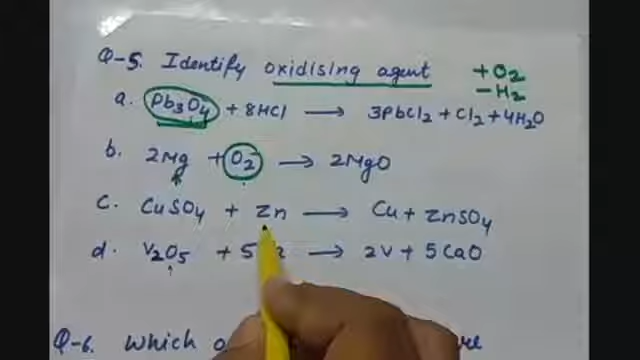 Q-5. Identify oxidising agent +O2
-H2
a. Pb3O4 + 8HCl → 3PbCl2 + Cl2 + 4H2O
b. 2Mg + O2 → 2MgO
c. CuSO4 + Zn → Cu + ZnSO4
d. V2O5 + 5 → 2V + 5CaO
Q-6. Which